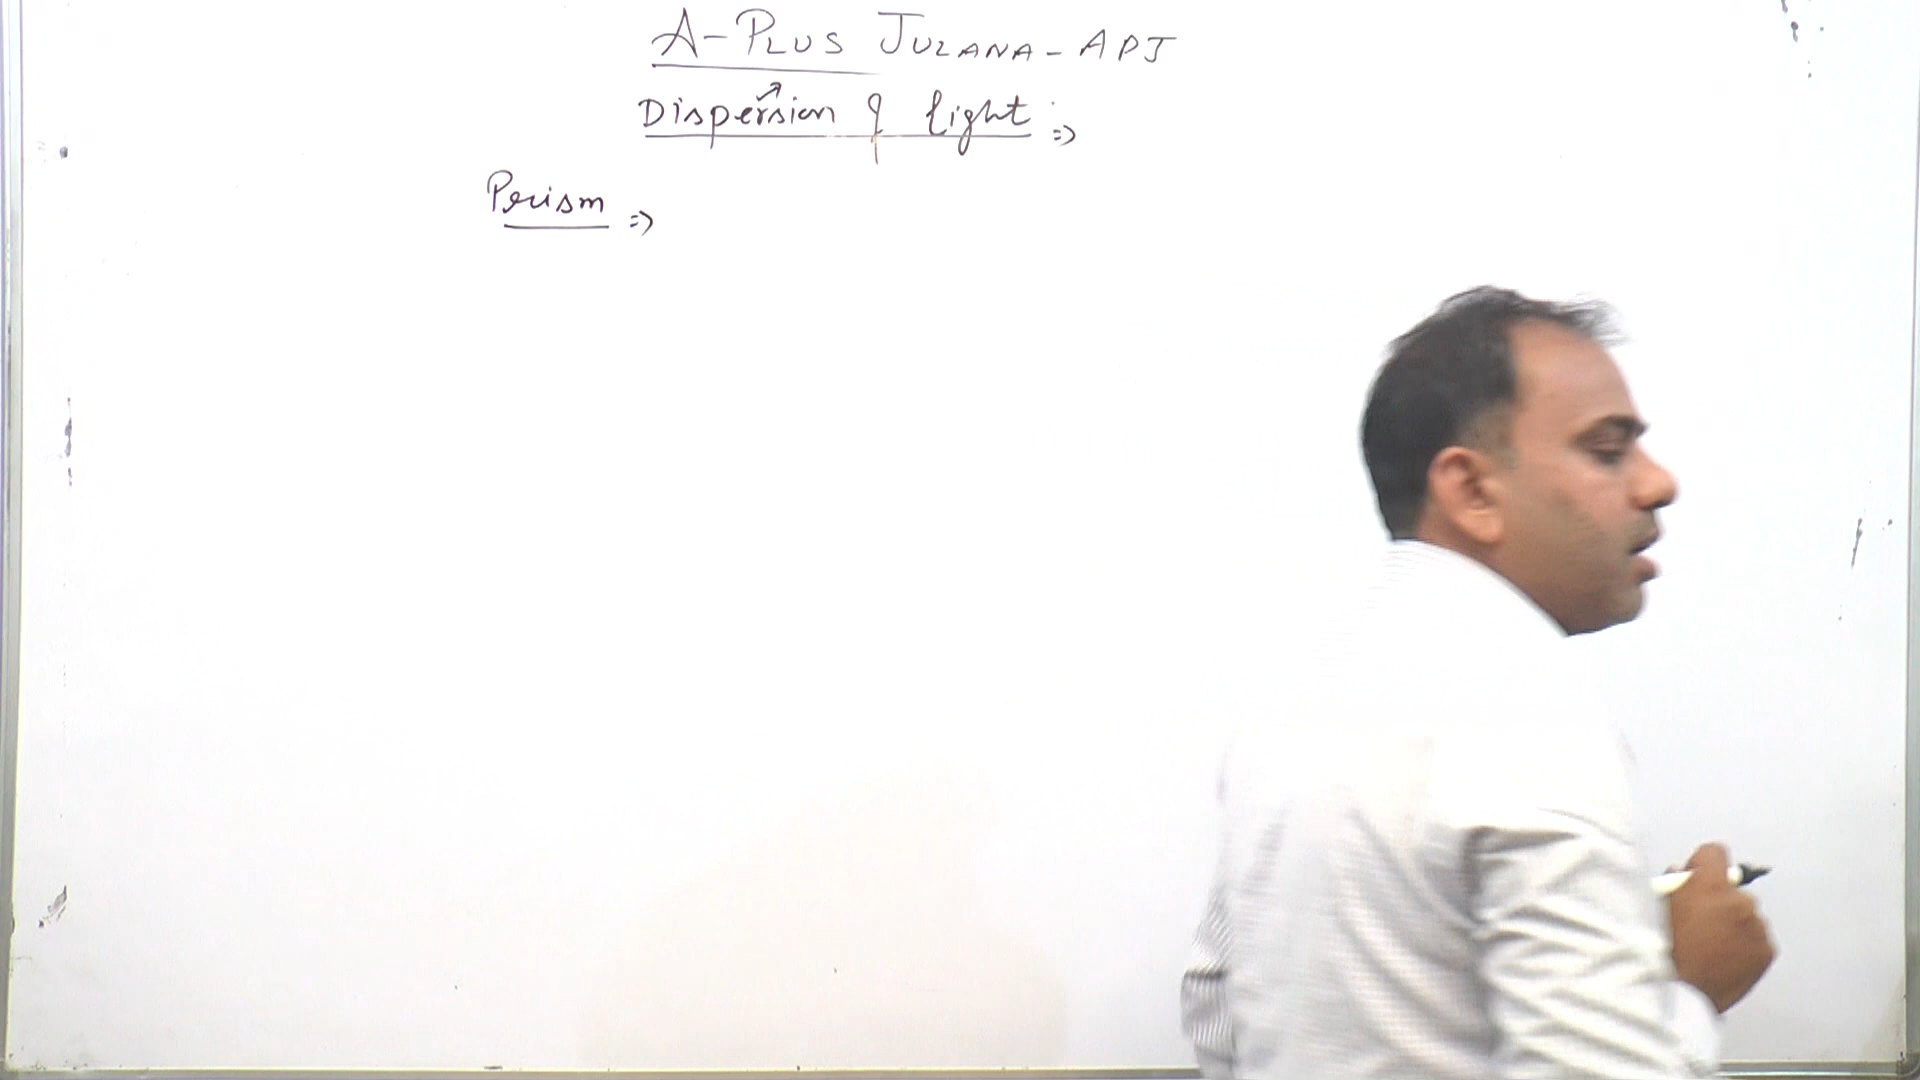 A-PLUS JULANA-APJ
Dispersion of light :⇒
Prism ⇒